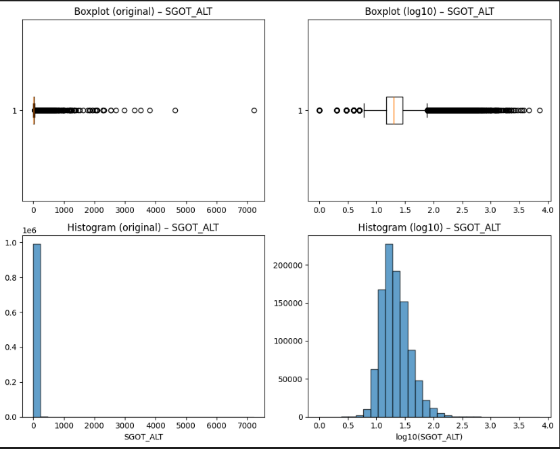 Boxplot (original) – SGOT_ALT
1
0 1000 2000 3000 4000 5000 6000 7000
Boxplot (log10) – SGOT_ALT
1
0.0 0.5 1.0 1.5 2.0 2.5 3.0 3.5 4.0
Histogram (original) – SGOT_ALT
1e6
1.0
0.8
0.6
0.4
0.2
0.0
0 1000 2000 3000 4000 5000 6000 7000
SGOT_ALT
Histogram (log10) – SGOT_ALT
200000
150000
100000
50000
0
0.0 0.5 1.0 1.5 2.0 2.5 3.0 3.5 4.0
log10(SGOT_ALT)